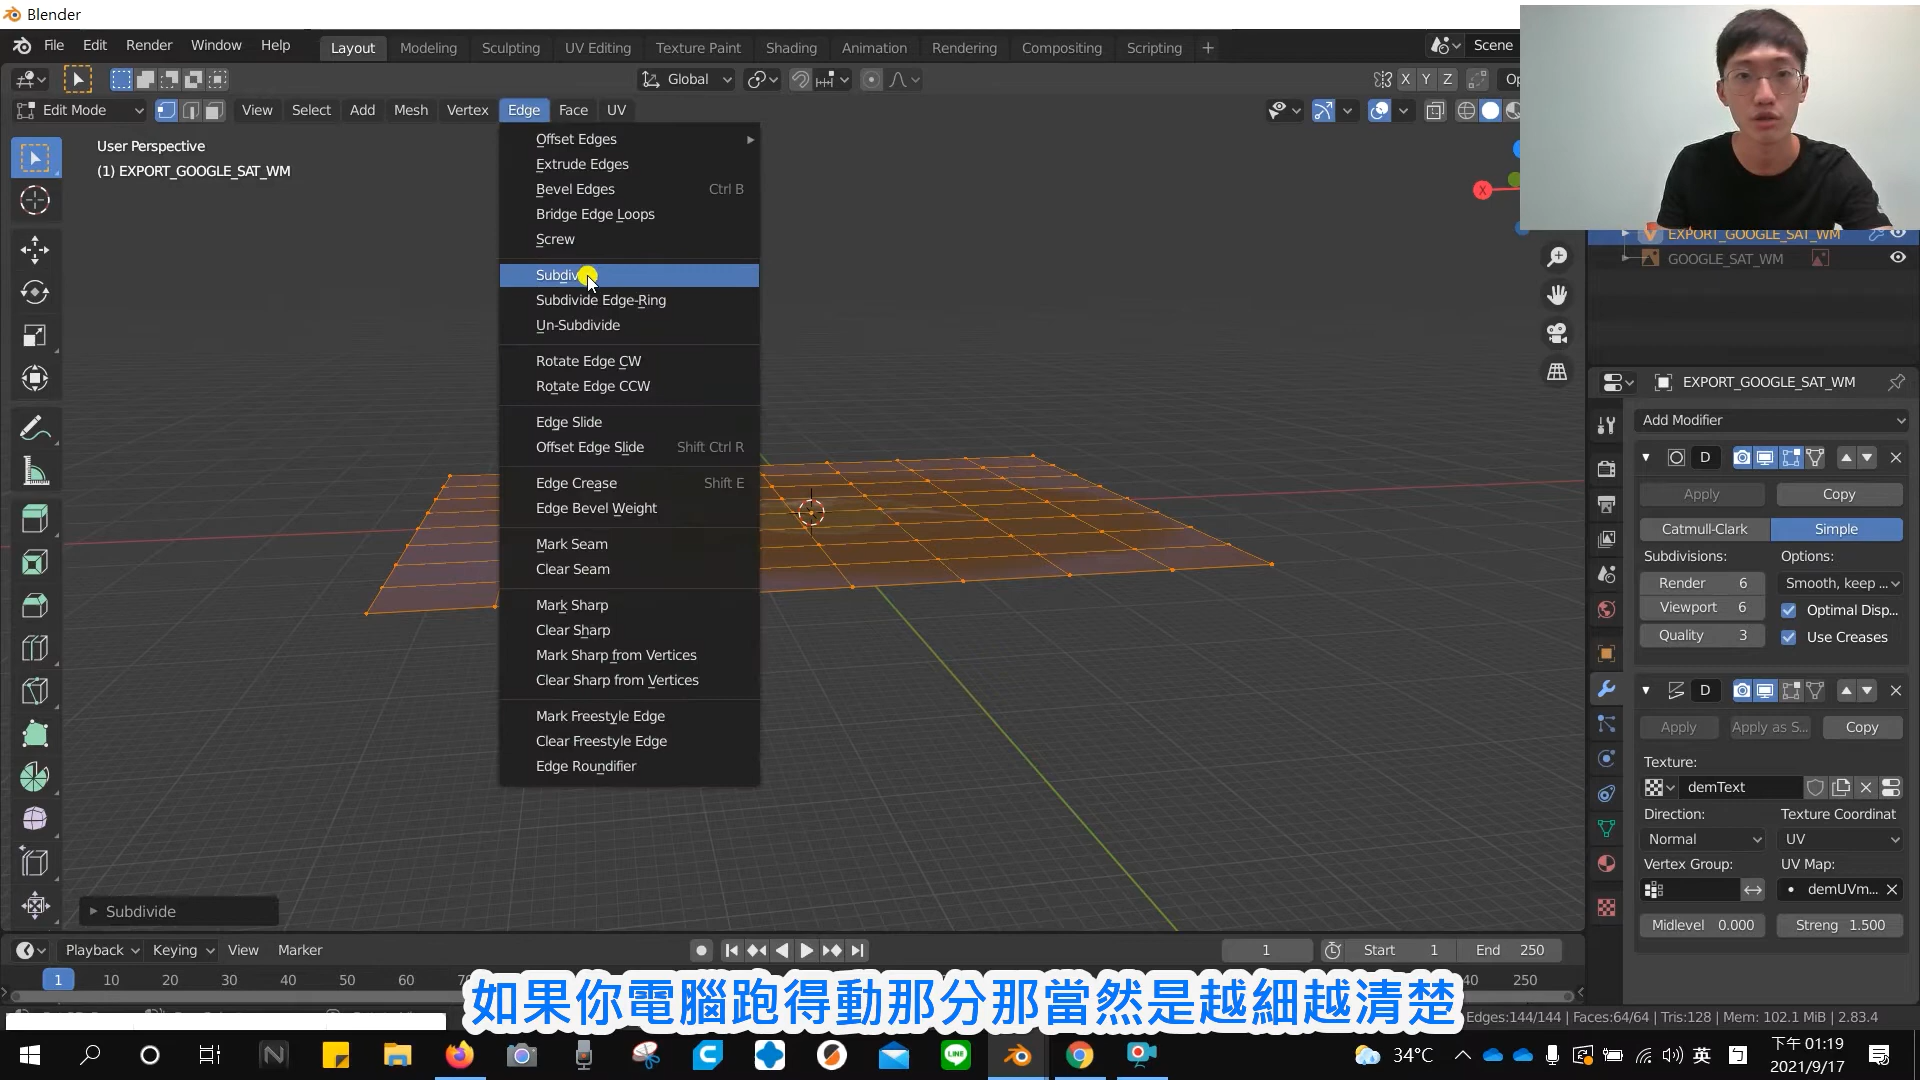 Blender
File Edit Render Window Help Layout Modeling Sculpting UV Editing Texture Paint Shading Animation Rendering Compositing Scripting + Scene
Global X Y Z Op
Edit Mode View Select Add Mesh Vertex Edge Face UV
User Perspective
(1) EXPORT_GOOGLE_SAT_WM
Offset Edges
Extrude Edges
Bevel Edges Ctrl B
Bridge Edge Loops
Screw
Subdiv
Subdivide Edge-Ring
Un-Subdivide
Rotate Edge CW
Rotate Edge CCW
Edge Slide
Offset Edge Slide Shift Ctrl R
Edge Crease Shift E
Edge Bevel Weight
Mark Seam
Clear Seam
Mark Sharp
Clear Sharp
Mark Sharp from Vertices
Clear Sharp from Vertices
Mark Freestyle Edge
Clear Freestyle Edge
Edge Roundifier
X
EXPORT_GOOGLE_SAT_WM
GOOGLE_SAT_WM
EXPORT_GOOGLE_SAT_WM
Add Modifier
D
Apply Copy
Catmull-Clark Simple
Subdivisions: Options:
Render 6 Smooth, keep ...
Viewport 6 Optimal Disp...
Quality 3 Use Creases
D
Apply Apply as S... Copy
Texture:
demText
Direction: Texture Coordinat
Normal UV
Vertex Group: UV Map:
demUVm...
Midlevel 0.000 Streng 1.500
Subdivide
Playback Keying View Marker 1 Start 1 End 250
1 10 20 30 40 50 60 40 250
如果你電腦跑得動那分那當然是越細越清楚
Edges:144/144 | Faces:64/64 | Tris:128 | Mem: 102.1 MiB | 2.83.4
34°C 英 下午 01:19
2021/9/17